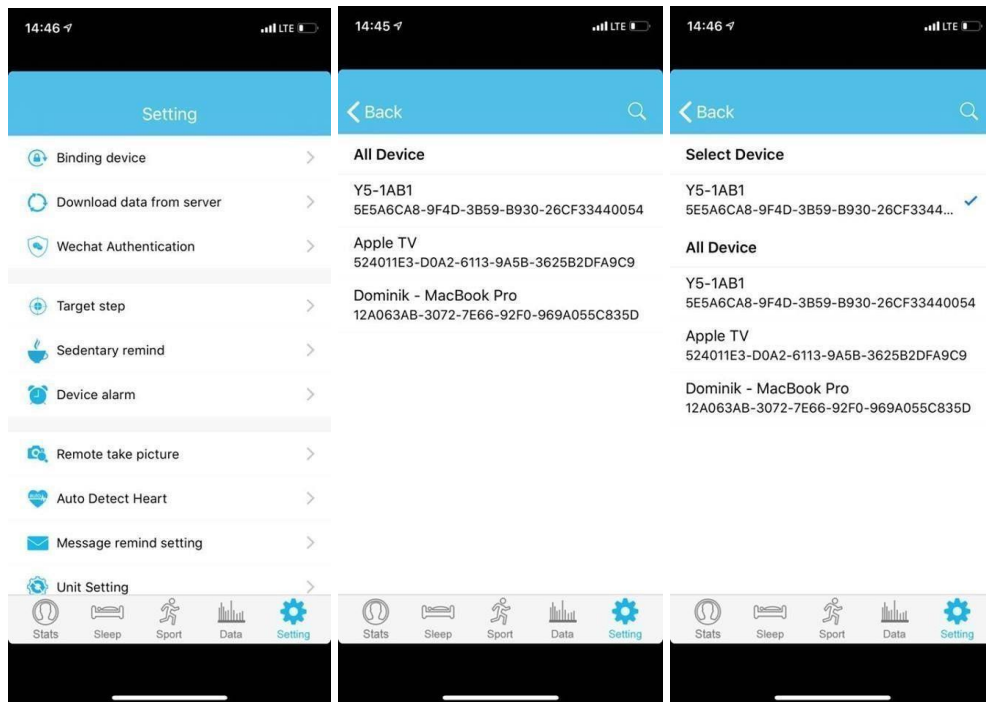 14:46
LTE
Setting
Binding device
Download data from server
Wechat Authentication
Target step
Sedentary remind
Device alarm
Remote take picture
Auto Detect Heart
Message remind setting
Unit Setting
Stats Sleep Sport Data Setting
14:45
LTE
Back
All Device
Y5-1AB1
5E5A6CA8-9F4D-3B59-B930-26CF33440054
Apple TV
524011E3-D0A2-6113-9A5B-3625B2DFA9C9
Dominik - MacBook Pro
12A063AB-3072-7E66-92F0-969A055C835D
Stats Sleep Sport Data Setting
14:46
LTE
Back
Select Device
Y5-1AB1
5E5A6CA8-9F4D-3B59-B930-26CF3344...
All Device
Y5-1AB1
5E5A6CA8-9F4D-3B59-B930-26CF33440054
Apple TV
524011E3-D0A2-6113-9A5B-3625B2DFA9C9
Dominik - MacBook Pro
12A063AB-3072-7E66-92F0-969A055C835D
Stats Sleep Sport Data Setting